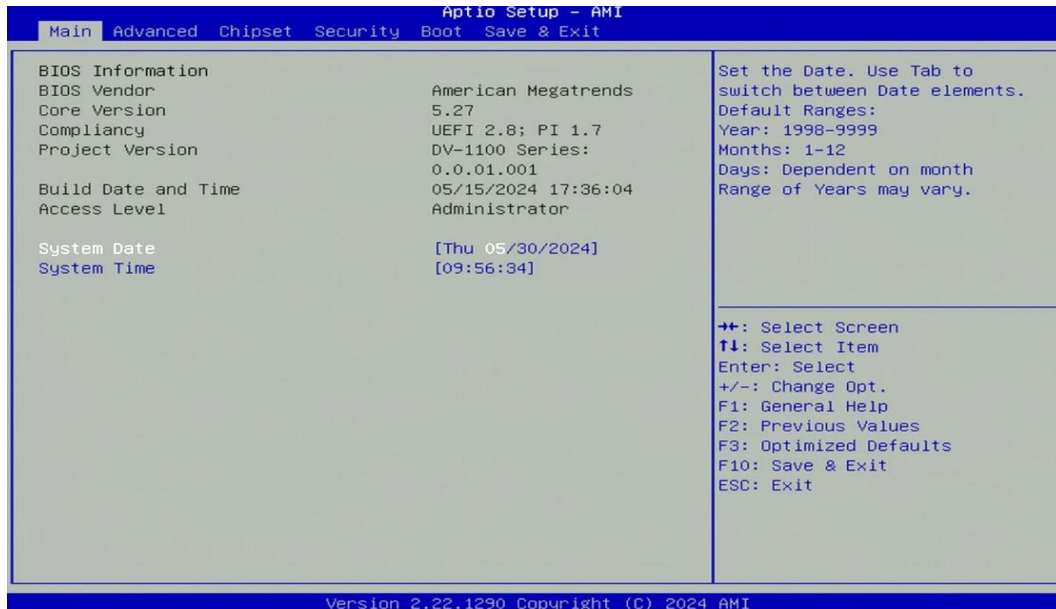 Aptio Setup – AMI
Main Advanced Chipset Security Boot Save & Exit
BIOS Information
BIOS Vendor American Megatrends
Core Version 5.27
Compliancy UEFI 2.8; PI 1.7
Project Version DV-1100 Series:
0.0.01.001
Build Date and Time 05/15/2024 17:36:04
Access Level Administrator
System Date [Thu 05/30/2024]
System Time [09:56:34]
Set the Date. Use Tab to
switch between Date elements.
Default Ranges:
Year: 1998-9999
Months: 1-12
Days: Dependent on month
Range of Years may vary.
→←: Select Screen
↑↓: Select Item
Enter: Select
+/-: Change Opt.
F1: General Help
F2: Previous Values
F3: Optimized Defaults
F10: Save & Exit
ESC: Exit
Version 2.22.1290 Copyright (C) 2024 AMI